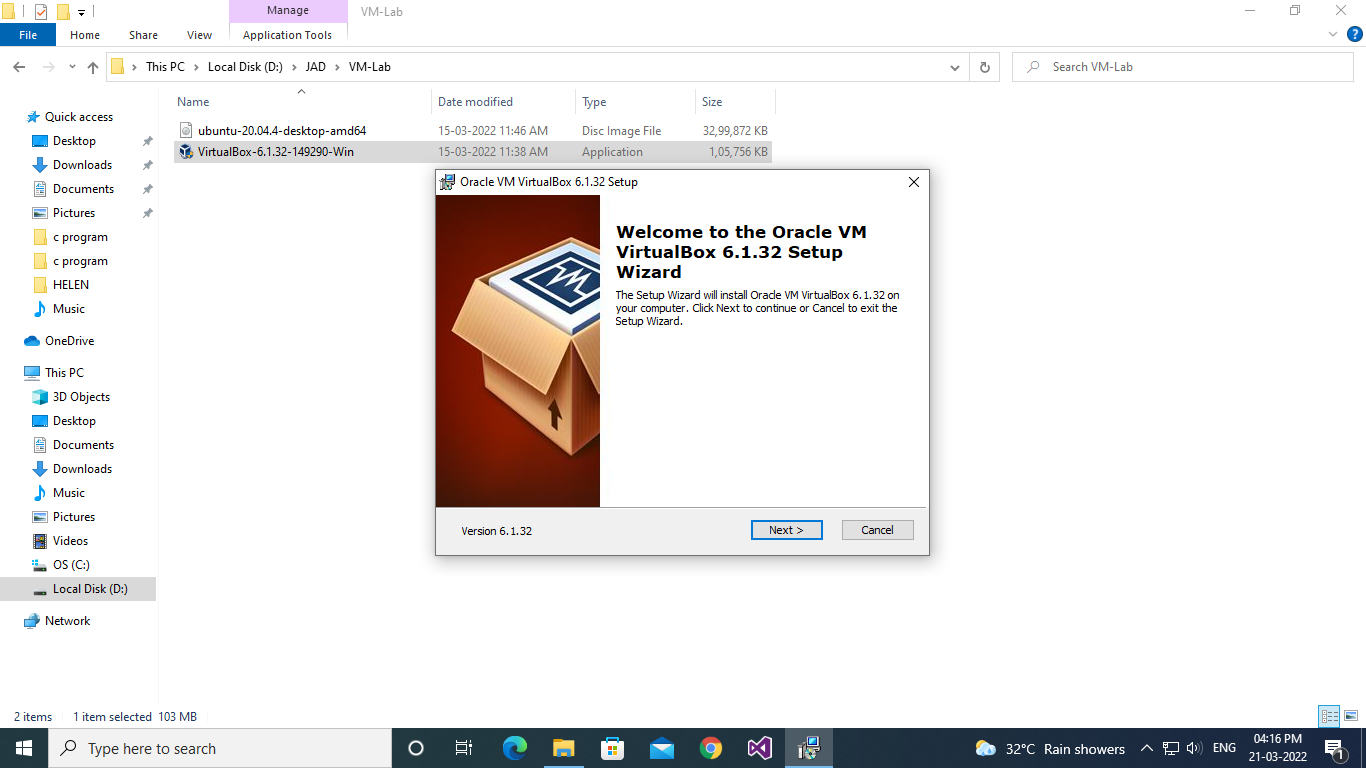 Manage
VM-Lab
File
Home
Share
View
Application Tools
?
This PC
Local Disk (D:)
JAD
VM-Lab
Search VM-Lab
Name
Date modified
Type
Size
ubuntu-20.04.4-desktop-amd64
15-03-2022 11:46 AM
Disc Image File
32,99,872 KB
VirtualBox-6.1.32-149290-Win
15-03-2022 11:38 AM
Application
1,05,756 KB
Quick access
Desktop
Downloads
Documents
Pictures
c program
c program
HELEN
Music
OneDrive
This PC
3D Objects
Desktop
Documents
Downloads
Music
Pictures
Videos
OS (C:)
Local Disk (D:)
Network
Oracle VM VirtualBox 6.1.32 Setup
Welcome to the Oracle VM
VirtualBox 6.1.32 Setup
Wizard
The Setup Wizard will install Oracle VM VirtualBox 6.1.32 on
your computer. Click Next to continue or Cancel to exit the
Setup Wizard.
Version 6.1.32
Next >
Cancel
2 items
1 item selected 103 MB
Type here to search
32°C Rain showers
ENG
04:16 PM
21-03-2022
1